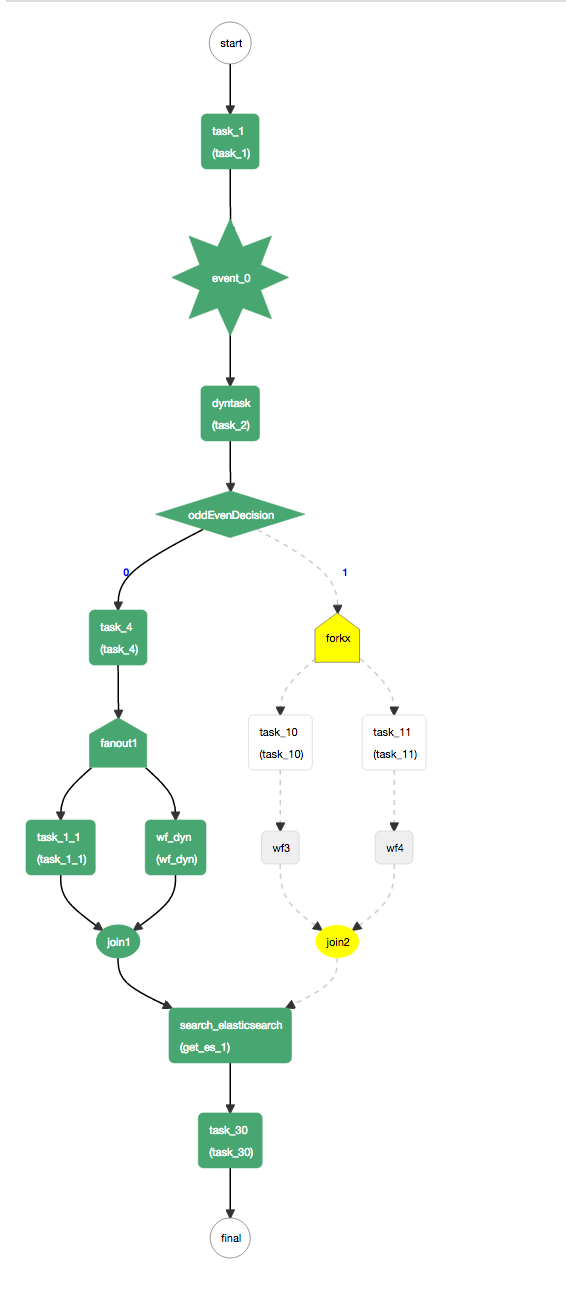 start
task_1
(task_1)
event_0
dyntask
(task_2)
oddEvenDecision
0
1
task_4
(task_4)
forkx
fanout1
task_10
(task_10)
task_11
(task_11)
task_1_1
(task_1_1)
wf_dyn
(wf_dyn)
wf3
wf4
join1
join2
search_elasticsearch
(get_es_1)
task_30
(task_30)
final